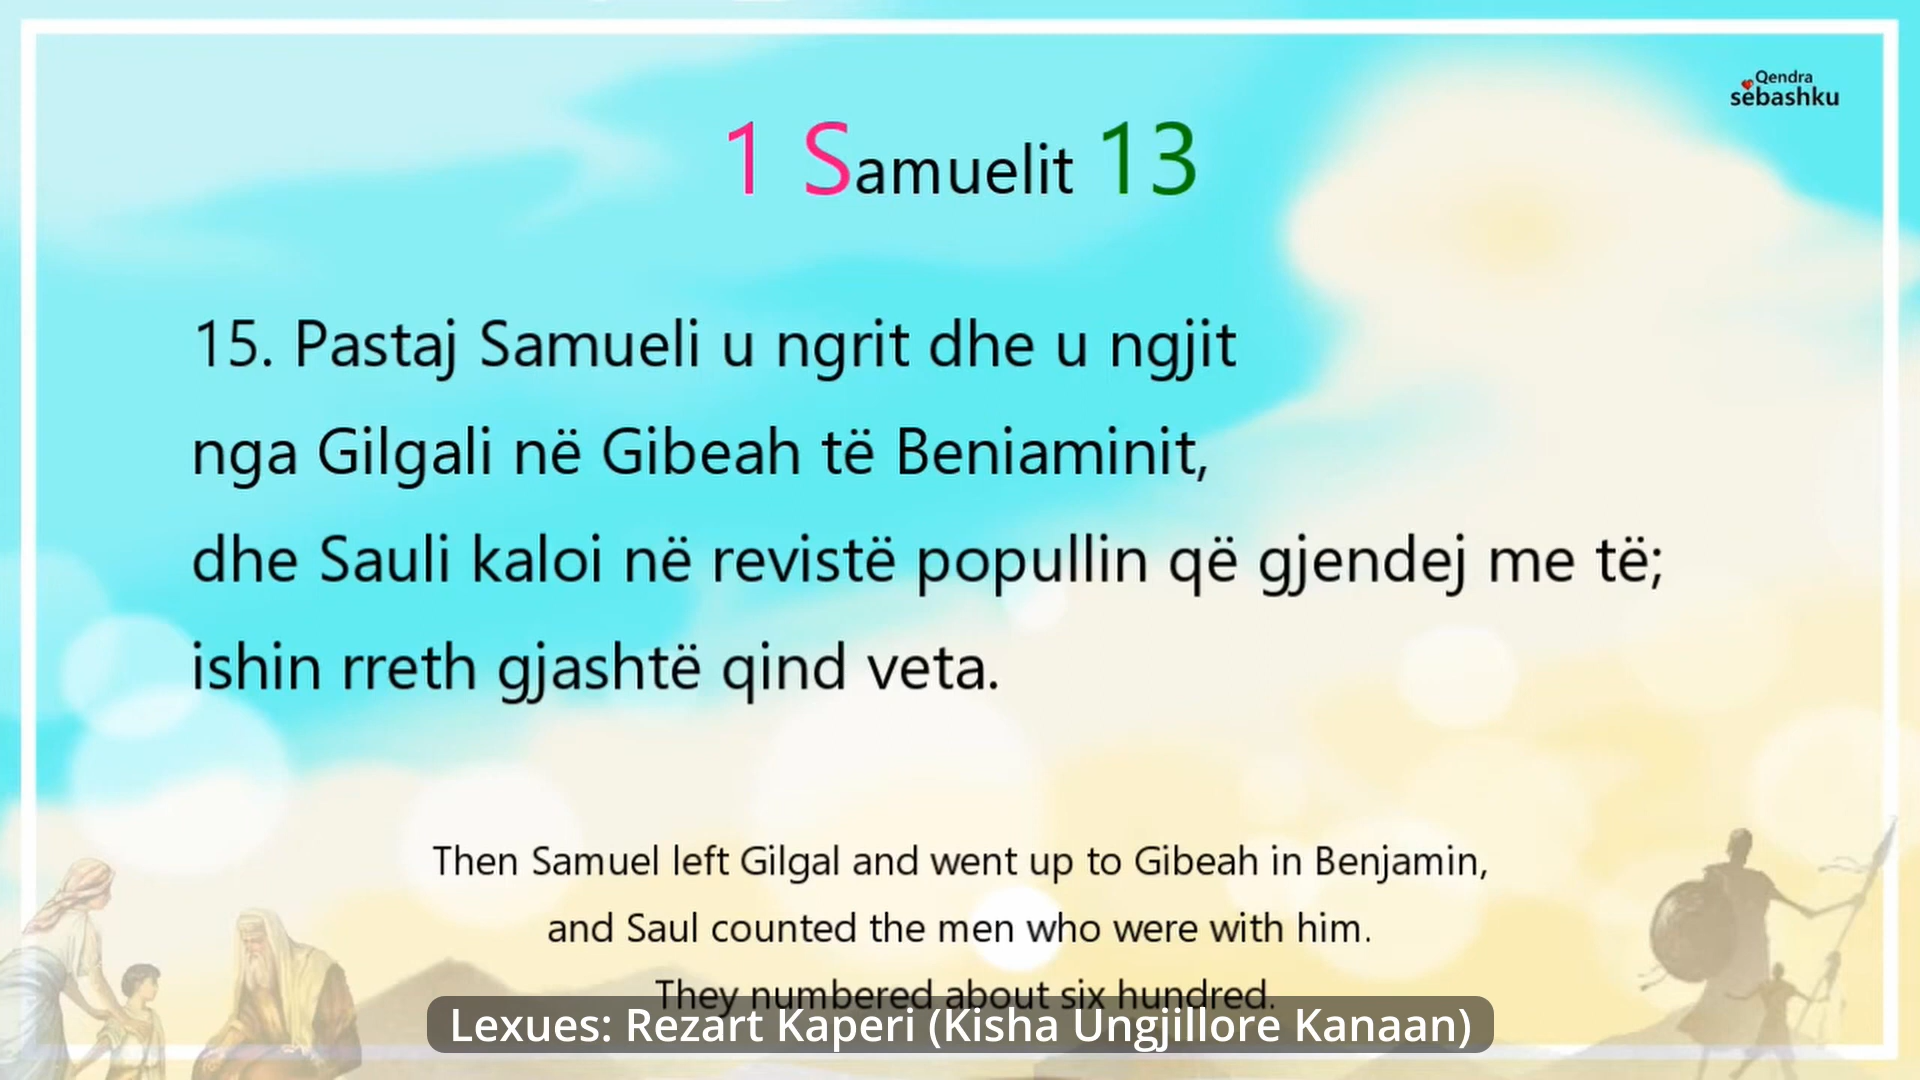 Qendra
sëbashku
1 Samuelit 13
15. Pastaj Samueli u ngrit dhe u ngjit
nga Gilgali në Gibeah të Beniaminit,
dhe Sauli kaloi në revistë popullin që gjendej me të;
ishin rreth gjashtë qind veta.
Then Samuel left Gilgal and went up to Gibeah in Benjamin,
and Saul counted the men who were with him.
They numbered about six hundred.
Lexues: Rezart Kaperi (Kisha Ungjillore Kanaan)